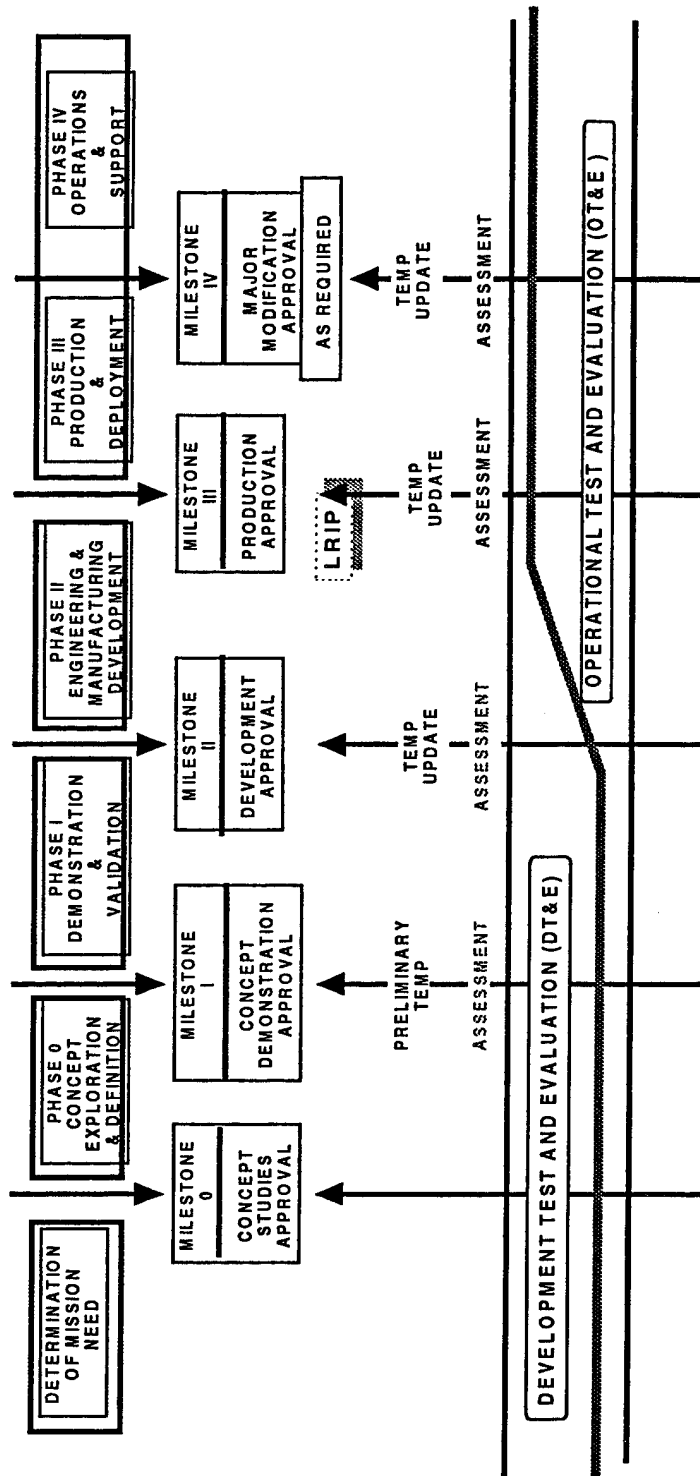 DETERMINATION
OF MISSION
NEED
PHASE 0
CONCEPT
EXPLORATION
& DEFINITION
PHASE I
DEMONSTRATION
&
VALIDATION
PHASE II
ENGINEERING &
MANUFACTURING
DEVELOPMENT
PHASE III
PRODUCTION
&
DEPLOYMENT
PHASE IV
OPERATIONS
&
SUPPORT
MILESTONE
0
CONCEPT
STUDIES
APPROVAL
MILESTONE
I
CONCEPT
DEMONSTRATION
APPROVAL
MILESTONE
II
DEVELOPMENT
APPROVAL
MILESTONE
III
PRODUCTION
APPROVAL
MILESTONE
IV
MAJOR
MODIFICATION
APPROVAL
AS REQUIRED
LRIP
PRELIMINARY
TEMP
TEMP
UPDATE
TEMP
UPDATE
TEMP
UPDATE
ASSESSMENT
ASSESSMENT
ASSESSMENT
ASSESSMENT
DEVELOPMENT TEST AND EVALUATION (DT&E)
OPERATIONAL TEST AND EVALUATION (OT&E)